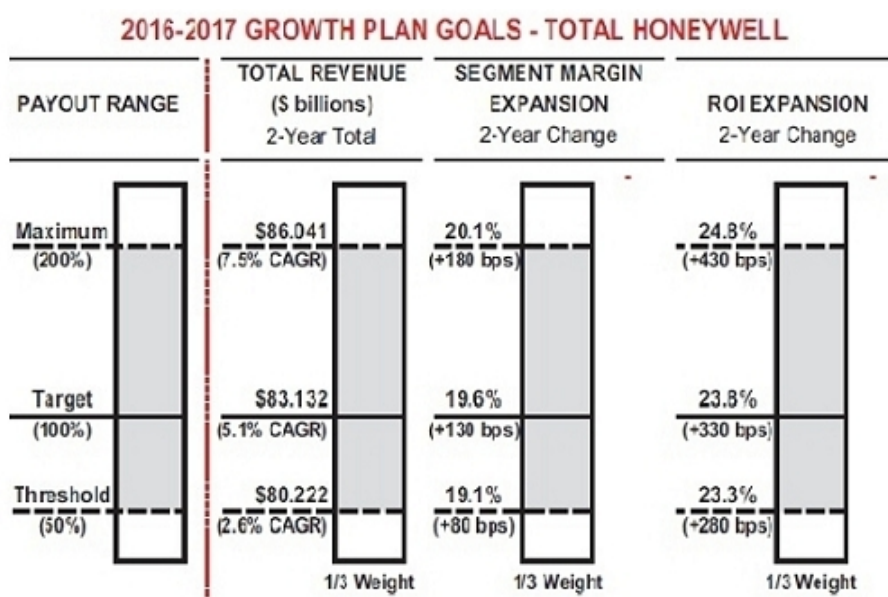 2016-2017 GROWTH PLAN GOALS - TOTAL HONEYWELL
PAYOUT RANGE
TOTAL REVENUE
($ billions)
2-Year Total
SEGMENT MARGIN
EXPANSION
2-Year Change
ROI EXPANSION
2-Year Change
Maximum $86.041 20.1% 24.8%
(200%) (7.5% CAGR) (+180 bps) (+430 bps)
Target $83.132 19.6% 23.8%
(100%) (5.1% CAGR) (+130 bps) (+330 bps)
Threshold $80.222 19.1% 23.3%
(50%) (2.6% CAGR) (+80 bps) (+280 bps)
1/3 Weight 1/3 Weight 1/3 Weight